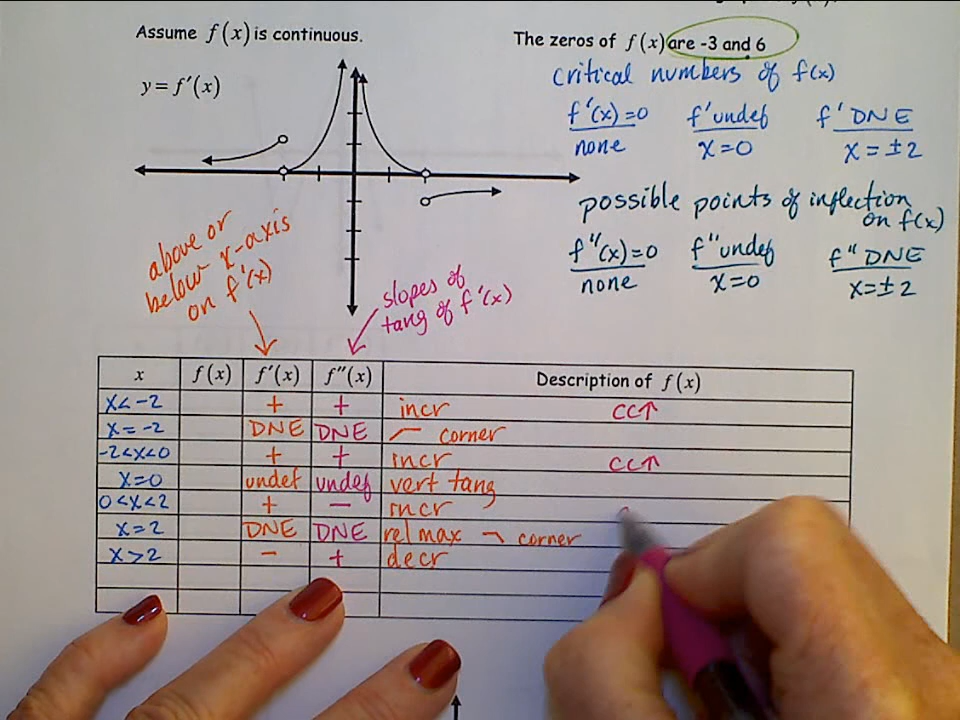 Assume f(x) is continuous.
The zeros of f(x) are -3 and 6
y = f'(x)
critical numbers of f(x)
f'(x)=0 f'undef f' DNE
none x=0 x=±2
possible points of inflection
on f(x)
f"(x)=0 f"undef f" DNE
none x=0 x=±2
above or
below x-axis
on f'(x)
slopes of
tang of f'(x)
x f(x) f'(x) f"(x) Description of f(x)
x<-2 + + incr CC↑
x=-2 DNE DNE corner
-2<x<0 + + incr CC↑
x=0 undef undef vert tang
0<x<2 + - incr
x=2 DNE DNE rel max ¬ corner
x>2 - + decr